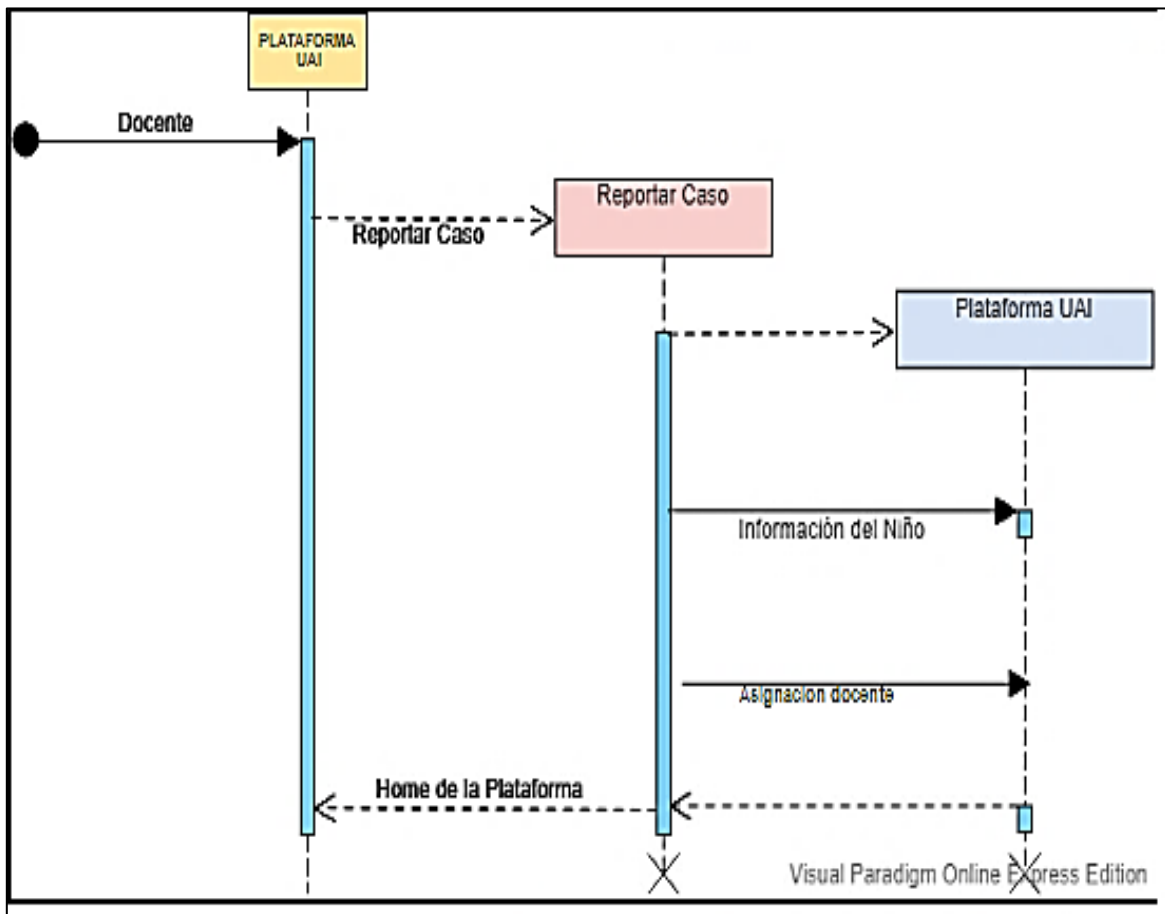 PLATAFORMA
UAI
Docente
Reportar Caso
Reportar Caso
Plataforma UAI
Información del Niño
Asignacion docente
Home de la Plataforma
Visual Paradigm Online Express Edition